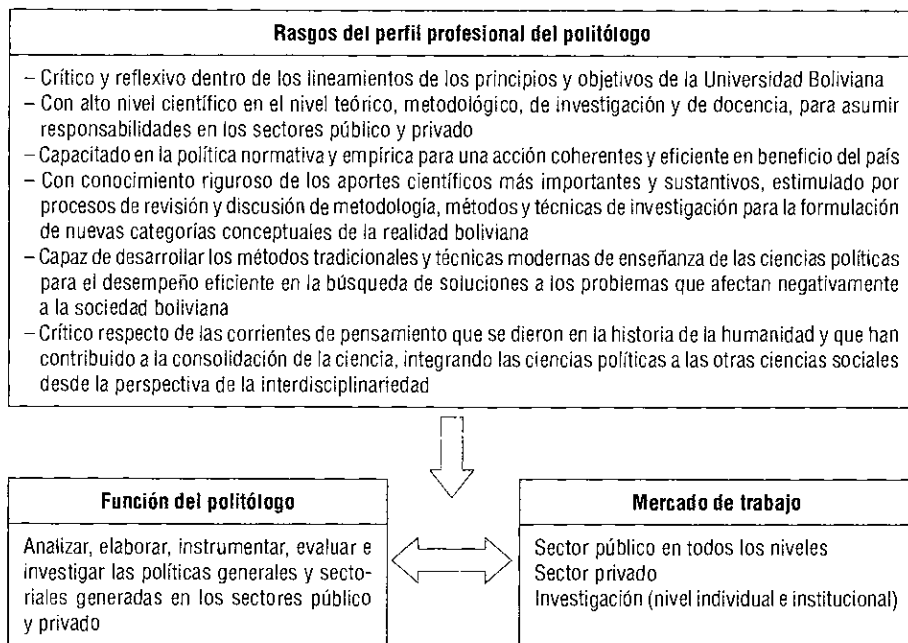 Rasgos del perfil profesional del politólogo
– Crítico y reflexivo dentro de los lineamientos de los principios y objetivos de la Universidad Boliviana
– Con alto nivel científico en el nivel teórico, metodológico, de investigación y de docencia, para asumir
responsabilidades en los sectores público y privado
– Capacitado en la política normativa y empírica para una acción coherentes y eficiente en beneficio del país
– Con conocimiento riguroso de los aportes científicos más importantes y sustantivos, estimulado por
procesos de revisión y discusión de metodología, métodos y técnicas de investigación para la formulación
de nuevas categorías conceptuales de la realidad boliviana
– Capaz de desarrollar los métodos tradicionales y técnicas modernas de enseñanza de las ciencias políticas
para el desempeño eficiente en la búsqueda de soluciones a los problemas que afectan negativamente
a la sociedad boliviana
– Crítico respecto de las corrientes de pensamiento que se dieron en la historia de la humanidad y que han
contribuido a la consolidación de la ciencia, integrando las ciencias políticas a las otras ciencias sociales
desde la perspectiva de la interdisciplinariedad
Función del politólogo
Analizar, elaborar, instrumentar, evaluar e
investigar las políticas generales y secto-
riales generadas en los sectores público
y privado
Mercado de trabajo
Sector público en todos los niveles
Sector privado
Investigación (nivel individual e institucional)